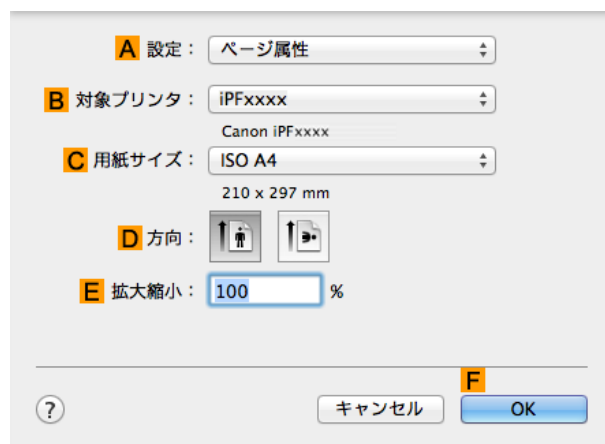 A 設定： ページ属性
B 対象プリンタ： iPFxxxx
Canon iPFxxxx
C 用紙サイズ： ISO A4
210 x 297 mm
D 方向：
E 拡大縮小： 100 %
F
? キャンセル OK